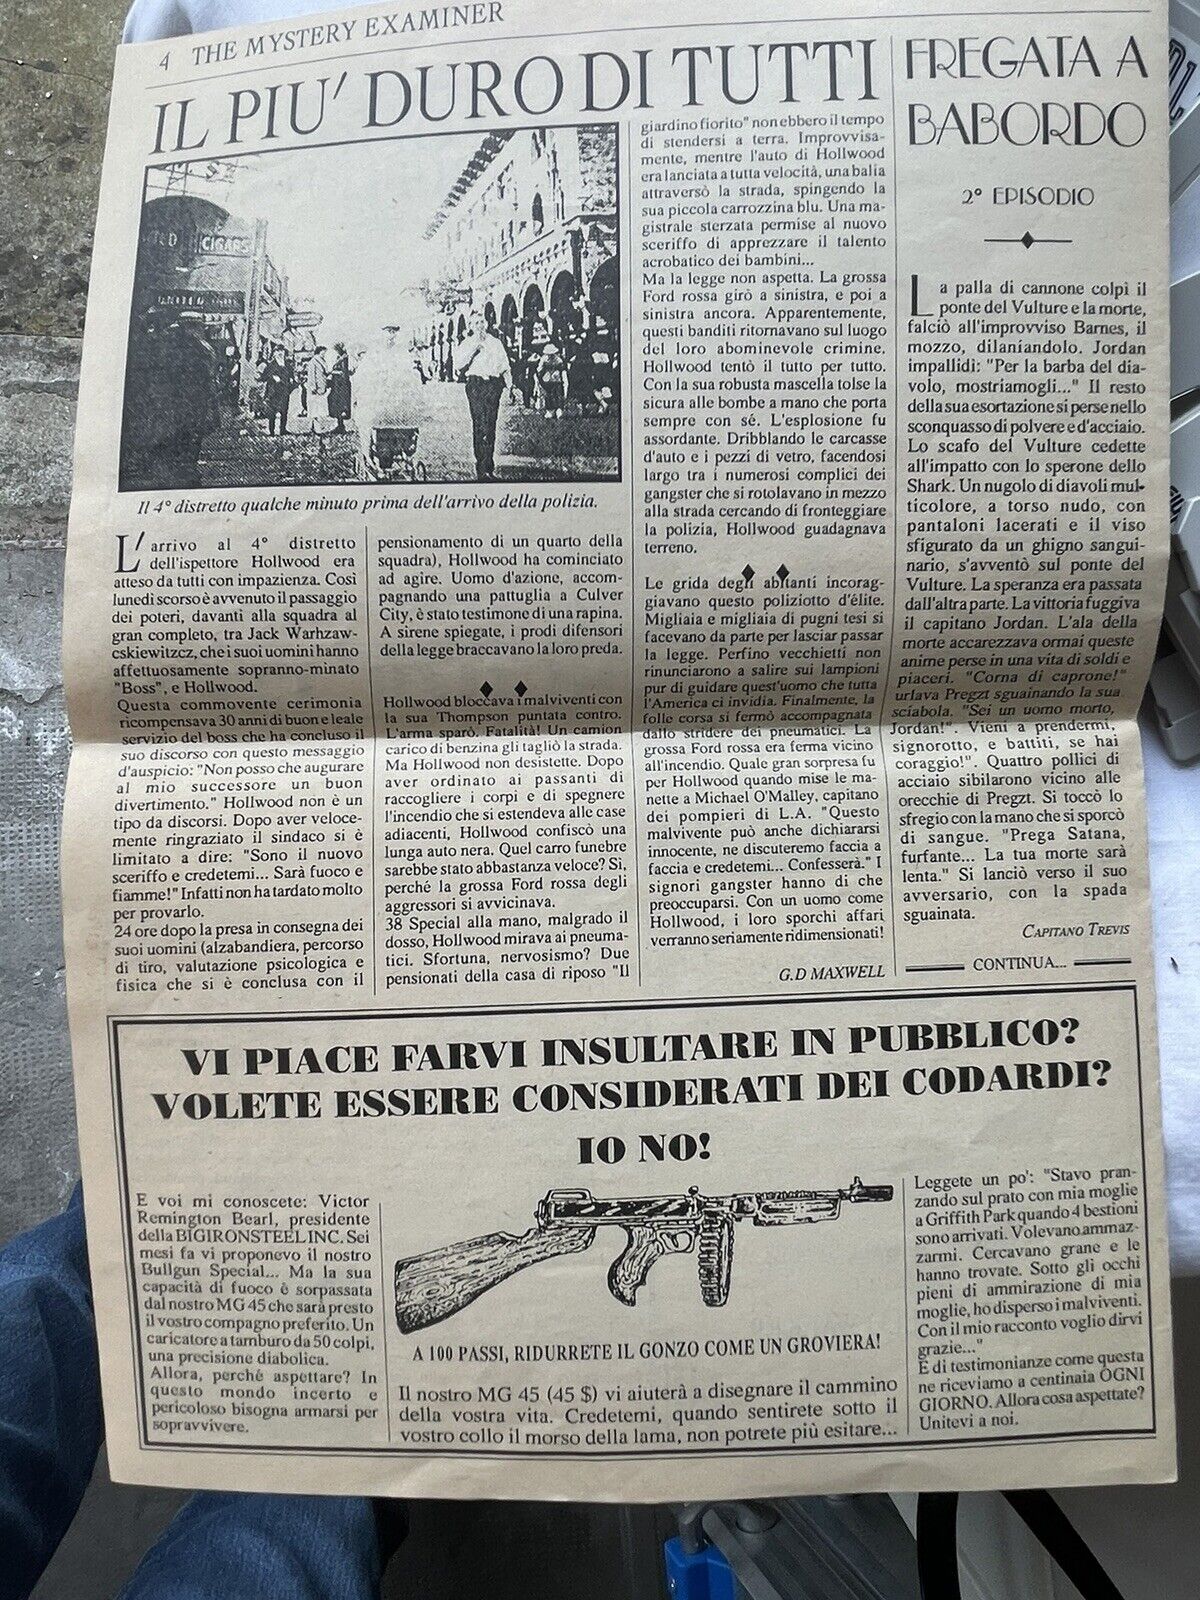 4 THE MYSTERY EXAMINER
IL PIU' DURO DI TUTTI
CIGARS
Il 4° distretto qualche minuto prima dell'arrivo della polizia.
L'arrivo al 4° distretto
dell'ispettore Hollwood era
atteso da tutti con impazienza. Così
lunedì scorso è avvenuto il passaggio
dei poteri, davanti alla squadra al
gran completo, tra Jack Warhzaw-
cskiewitzcz, che i suoi uomini hanno
affettuosamente sopranno-minato
"Boss", e Hollwood.
Questa commovente cerimonia
ricompensava 30 anni di buon e leale
servizio del boss che ha concluso il
suo discorso con questo messaggio
d'auspicio: "Non posso che augurare
al mio successore un buon
divertimento." Hollwood non è un
tipo da discorsi. Dopo aver veloce-
mente ringraziato il sindaco si è
limitato a dire: "Sono il nuovo
sceriffo e credetemi... Sarà fuoco e
fiamme!" Infatti non ha tardato molto
per provarlo.
24 ore dopo la presa in consegna dei
suoi uomini (alzabandiera, percorso
di tiro, valutazione psicologica e
fisica che si è conclusa con il
pensionamento di un quarto della
squadra), Hollwood ha cominciato
ad agire. Uomo d'azione, accom-
pagnando una pattuglia a Culver
City, è stato testimone di una rapina.
A sirene spiegate, i prodi difensori
della legge braccavano la loro preda.
Hollwood bloccava i malviventi con
la sua Thompson puntata contro.
L'arma sparò. Fatalità! Un camion
carico di benzina gli tagliò la strada.
Ma Hollwood non desistette. Dopo
aver ordinato ai passanti di
raccogliere i corpi e di spegnere
l'incendio che si estendeva alle case
adiacenti, Hollwood confiscò una
lunga auto nera. Quel carro funebre
sarebbe stato abbastanza veloce? Sì,
perché la grossa Ford rossa degli
aggressori si avvicinava.
38 Special alla mano, malgrado il
dosso, Hollwood mirava ai pneuma-
tici. Sfortuna, nervosismo? Due
pensionati della casa di riposo "Il
giardino fiorito" non ebbero il tempo
di stendersi a terra. Improvvisa-
mente, mentre l'auto di Hollwood
era lanciata a tutta velocità, una balia
attraversò la strada, spingendo la
sua piccola carrozzina blu. Una ma-
gistrale sterzata permise al nuovo
sceriffo di apprezzare il talento
acrobatico dei bambini...
Ma la legge non aspetta. La grossa
Ford rossa girò a sinistra, e poi a
sinistra ancora. Apparentemente,
questi banditi ritornavano sul luogo
del loro abominevole crimine.
Hollwood tentò il tutto per tutto.
Con la sua robusta mascella tolse la
sicura alle bombe a mano che porta
sempre con sé. L'esplosione fu
assordante. Dribblando le carcasse
d'auto e i pezzi di vetro, facendosi
largo tra i numerosi complici dei
gangster che si rotolavano in mezzo
alla strada cercando di fronteggiare
la polizia, Hollwood guadagnava
terreno.
Le grida degli abitanti incorag-
giavano questo poliziotto d'élite.
Migliaia e migliaia di pugni tesi si
facevano da parte per lasciar passar
la legge. Perfino vecchietti non
rinunciarono a salire sui lampioni
pur di guidare quest'uomo che tutta
l'America ci invidia. Finalmente, la
folle corsa si fermò accompagnata
dallo stridere dei pneumatici. La
grossa Ford rossa era ferma vicino
all'incendio. Quale gran sorpresa fu
per Hollwood quando mise le ma-
nette a Michael O'Malley, capitano
dei pompieri di L.A. "Questo
malvivente può anche dichiararsi
innocente, ne discuteremo faccia a
faccia e credetemi... Confesserà." I
signori gangster hanno di che
preoccuparsi. Con un uomo come
Hollwood, i loro sporchi affari
verranno seriamente ridimensionati!
G.D MAXWELL
FREGATA A
BABORDO
2° EPISODIO
La palla di cannone colpì il
ponte del Vulture e la morte,
falciò all'improvviso Barnes, il
mozzo, dilaniandolo. Jordan
impallidì: "Per la barba del dia-
volo, mostriamogli..." Il resto
della sua esortazione si perse nello
sconquasso di polvere e d'acciaio.
Lo scafo del Vulture cedette
all'impatto con lo sperone dello
Shark. Un nugolo di diavoli mul-
ticolore, a torso nudo, con
pantaloni lacerati e il viso
sfigurato da un ghigno sangui-
nario, s'avventò sul ponte del
Vulture. La speranza era passata
dall'altra parte. La vittoria fuggiva
il capitano Jordan. L'ala della
morte accarezzava ormai queste
anime perse in una vita di soldi e
piaceri. "Corna di caprone!"
urlava Pregzt sguainando la sua
sciabola. "Sei un uomo morto,
Jordan!". Vieni a prendermi,
signorotto, e battiti, se hai
coraggio!". Quattro pollici di
acciaio sibilarono vicino alle
orecchie di Pregzt. Si toccò lo
sfregio con la mano che si sporcò
di sangue. "Prega Satana,
furfante... La tua morte sarà
lenta." Si lanciò verso il suo
avversario, con la spada
sguainata.
CAPITANO TREVIS
CONTINUA...
VI PIACE FARVI INSULTARE IN PUBBLICO?
VOLETE ESSERE CONSIDERATI DEI CODARDI?
IO NO!
E voi mi conoscete: Victor
Remington Bearl, presidente
della BIGIRONSTEEL INC. Sei
mesi fa vi proponevo il nostro
Bullgun Special... Ma la sua
capacità di fuoco è sorpassata
dal nostro MG 45 che sarà presto
il vostro compagno preferito. Un
caricatore a tamburo da 50 colpi,
una precisione diabolica.
Allora, perché aspettare? In
questo mondo incerto e
pericoloso bisogna armarsi per
sopravvivere.
A 100 PASSI, RIDURRETE IL GONZO COME UN GROVIERA!
Il nostro MG 45 (45 $) vi aiuterà a disegnare il cammino
della vostra vita. Credetemi, quando sentirete sotto il
vostro collo il morso della lama, non potrete più esitare...
Leggete un po': "Stavo pran-
zando sul prato con mia moglie
a Griffith Park quando 4 bestioni
sono arrivati. Volevano ammaz-
zarmi. Cercavano grane e le
hanno trovate. Sotto gli occhi
pieni di ammirazione di mia
moglie, ho disperso i malviventi.
Con il mio racconto voglio dirvi
grazie..."
E di testimonianze come questa
ne riceviamo a centinaia OGNI
GIORNO. Allora cosa aspettate?
Unitevi a noi.